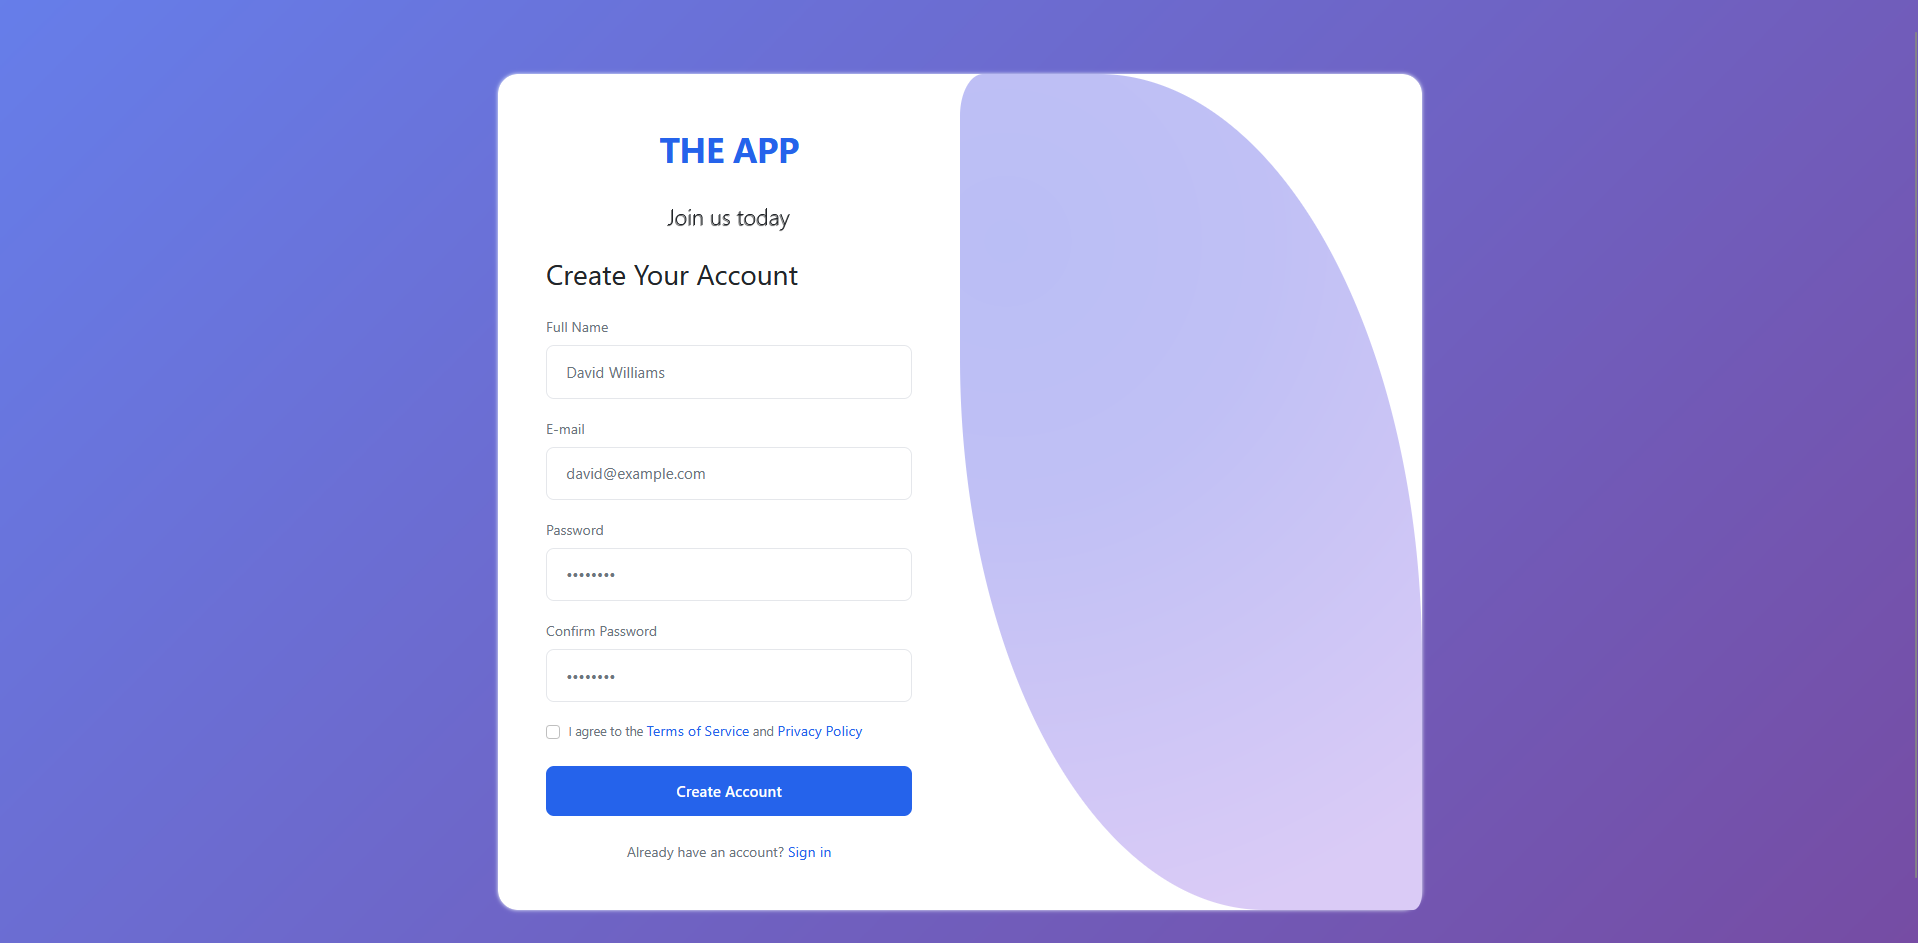 THE APP
Join us today
Create Your Account
Full Name
David Williams
E-mail
david@example.com
Password
••••••••
Confirm Password
••••••••
I agree to the Terms of Service and Privacy Policy
Create Account
Already have an account? Sign in